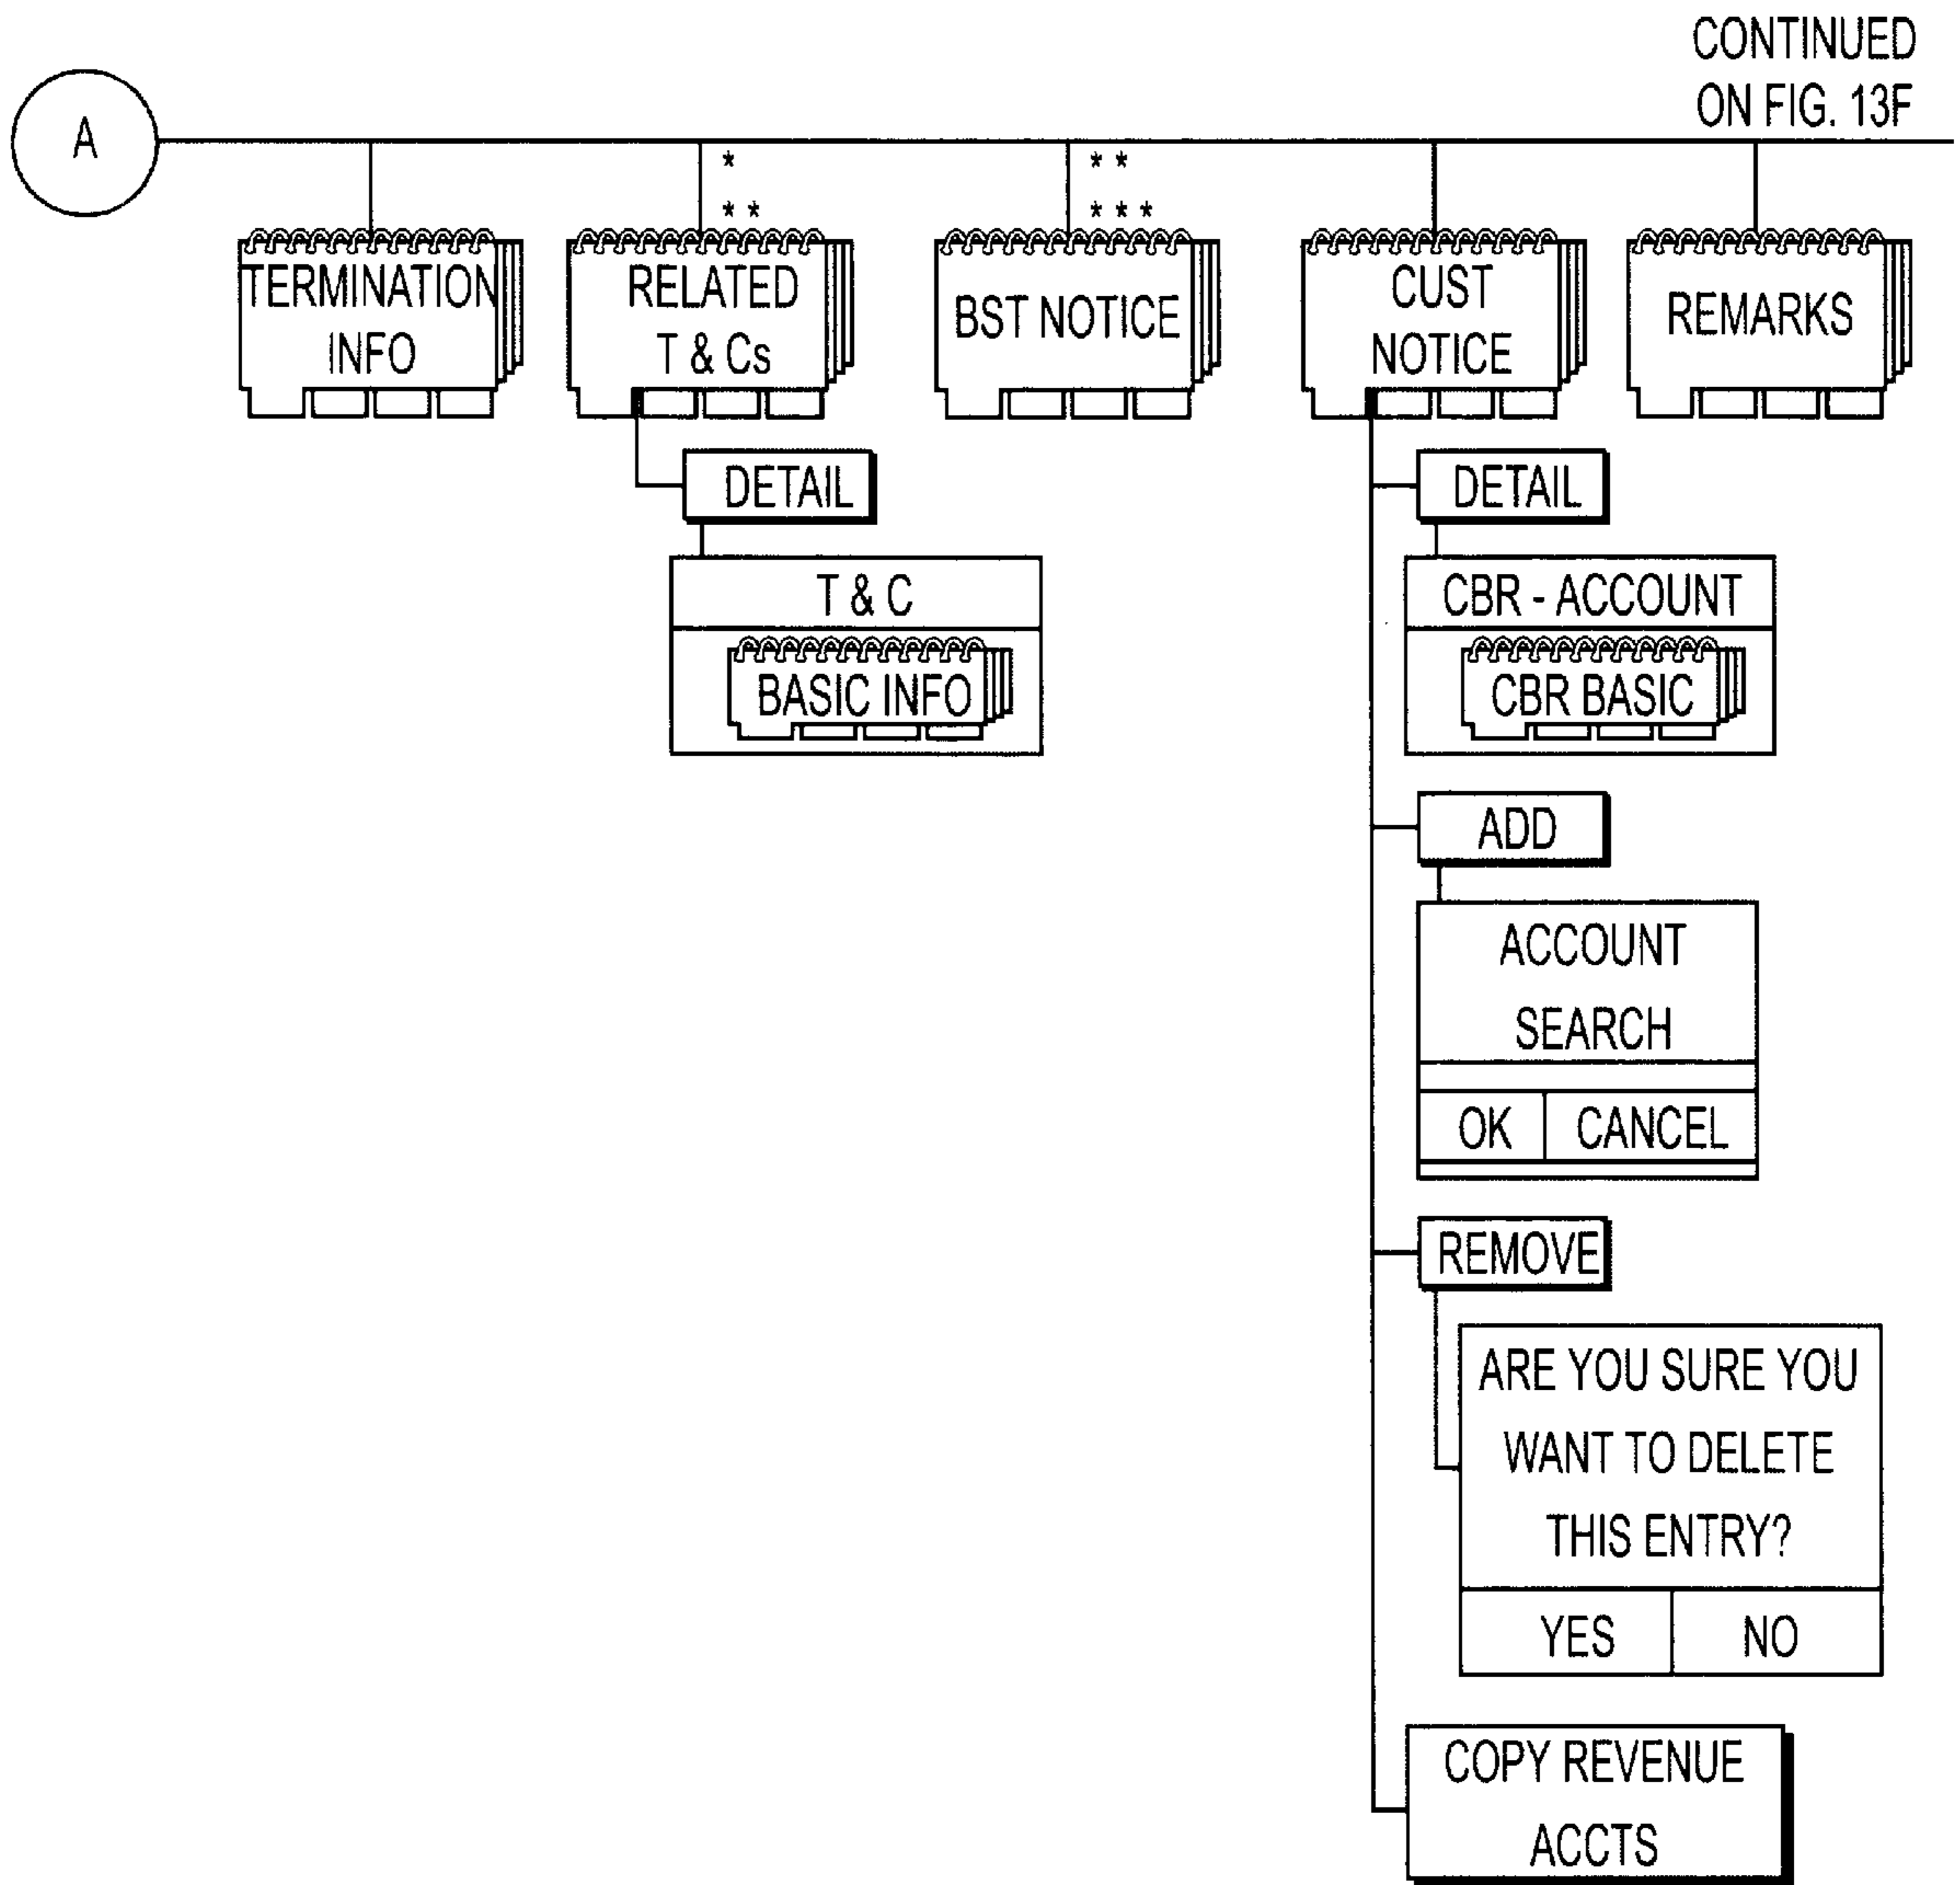 CONTINUED
ON FIG. 13F
A
*
**
**
***
TERMINATION
INFO
RELATED
T & Cs
BST NOTICE
CUST
NOTICE
REMARKS
DETAIL
T & C
BASIC INFO
DETAIL
CBR - ACCOUNT
CBR BASIC
ADD
ACCOUNT
SEARCH
OK
CANCEL
REMOVE
ARE YOU SURE YOU
WANT TO DELETE
THIS ENTRY?
YES
NO
COPY REVENUE
ACCTS